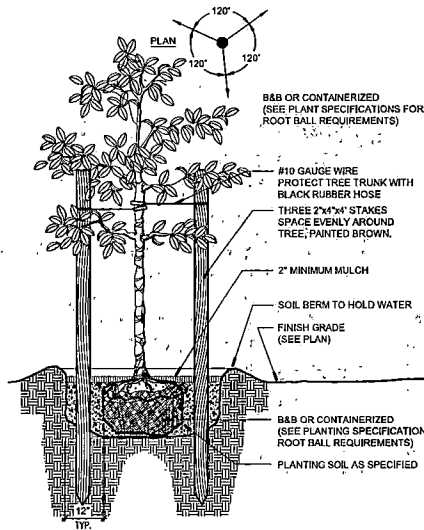 120°
PLAN
120°
120°
B&B OR CONTAINERIZED
(SEE PLANT SPECIFICATIONS FOR
ROOT BALL REQUIREMENTS)
#10 GAUGE WIRE
PROTECT TREE TRUNK WITH
BLACK RUBBER HOSE
THREE 2"x4"x4' STAKES
SPACE EVENLY AROUND
TREE, PAINTED BROWN.
2" MINIMUM MULCH
SOIL BERM TO HOLD WATER
FINISH GRADE
(SEE PLAN)
B&B OR CONTAINERIZED
(SEE PLANTING SPECIFICATION
ROOT BALL REQUIREMENTS)
PLANTING SOIL AS SPECIFIED
12"
TYP.